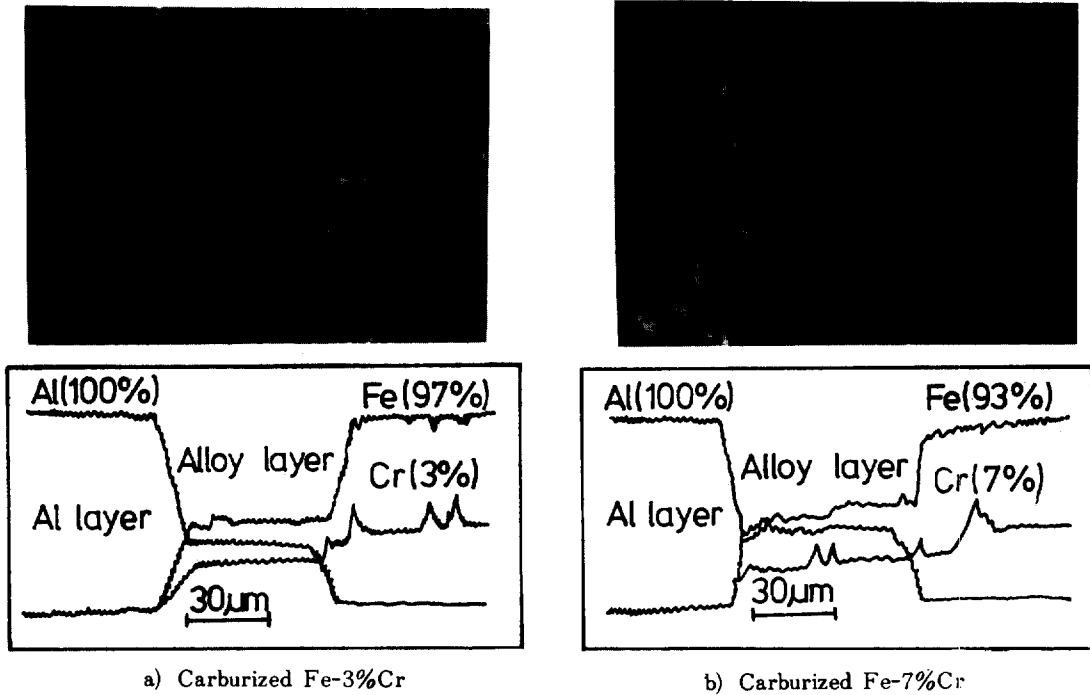 Al(100%)
Fe(97%)
Alloy layer
Cr(3%)
Al layer
30μm
a) Carburized Fe-3%Cr
Al(100%)
Fe(93%)
Alloy layer
Cr(7%)
Al layer
30μm
b) Carburized Fe-7%Cr